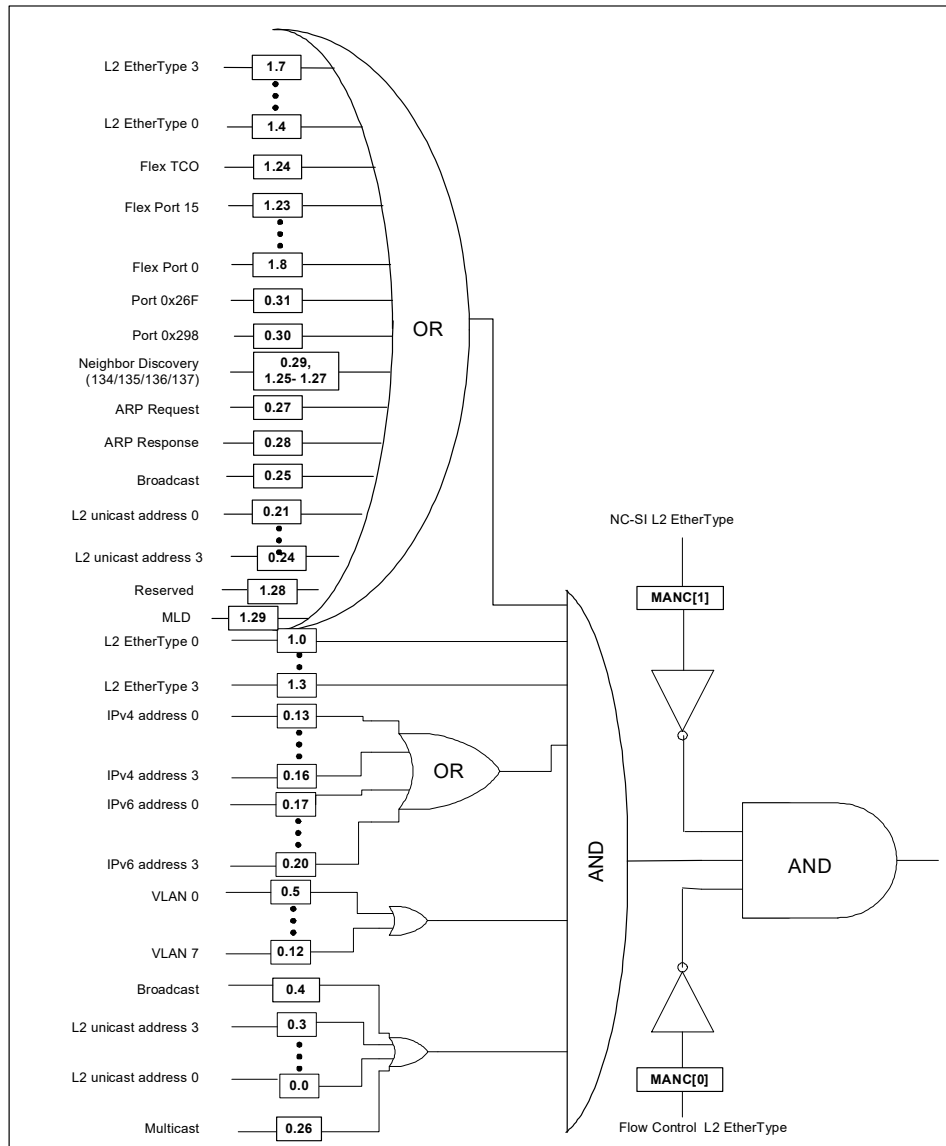 L2 EtherType 3 1.7
L2 EtherType 0 1.4
Flex TCO 1.24
Flex Port 15 1.23
Flex Port 0 1.8
Port 0x26F 0.31
Port 0x298 0.30
Neighbor Discovery
(134/135/136/137)
0.29,
1.25- 1.27
ARP Request 0.27
ARP Response 0.28
Broadcast 0.25
L2 unicast address 0 0.21
L2 unicast address 3 0.24
Reserved 1.28
MLD 1.29
OR
L2 EtherType 0 1.0
L2 EtherType 3 1.3
IPv4 address 0 0.13
IPv4 address 3 0.16
IPv6 address 0 0.17
IPv6 address 3 0.20
OR
VLAN 0 0.5
VLAN 7 0.12
Broadcast 0.4
L2 unicast address 3 0.3
L2 unicast address 0 0.0
Multicast 0.26
AND
NC-SI L2 EtherType
MANC[1]
AND
MANC[0]
Flow Control L2 EtherType